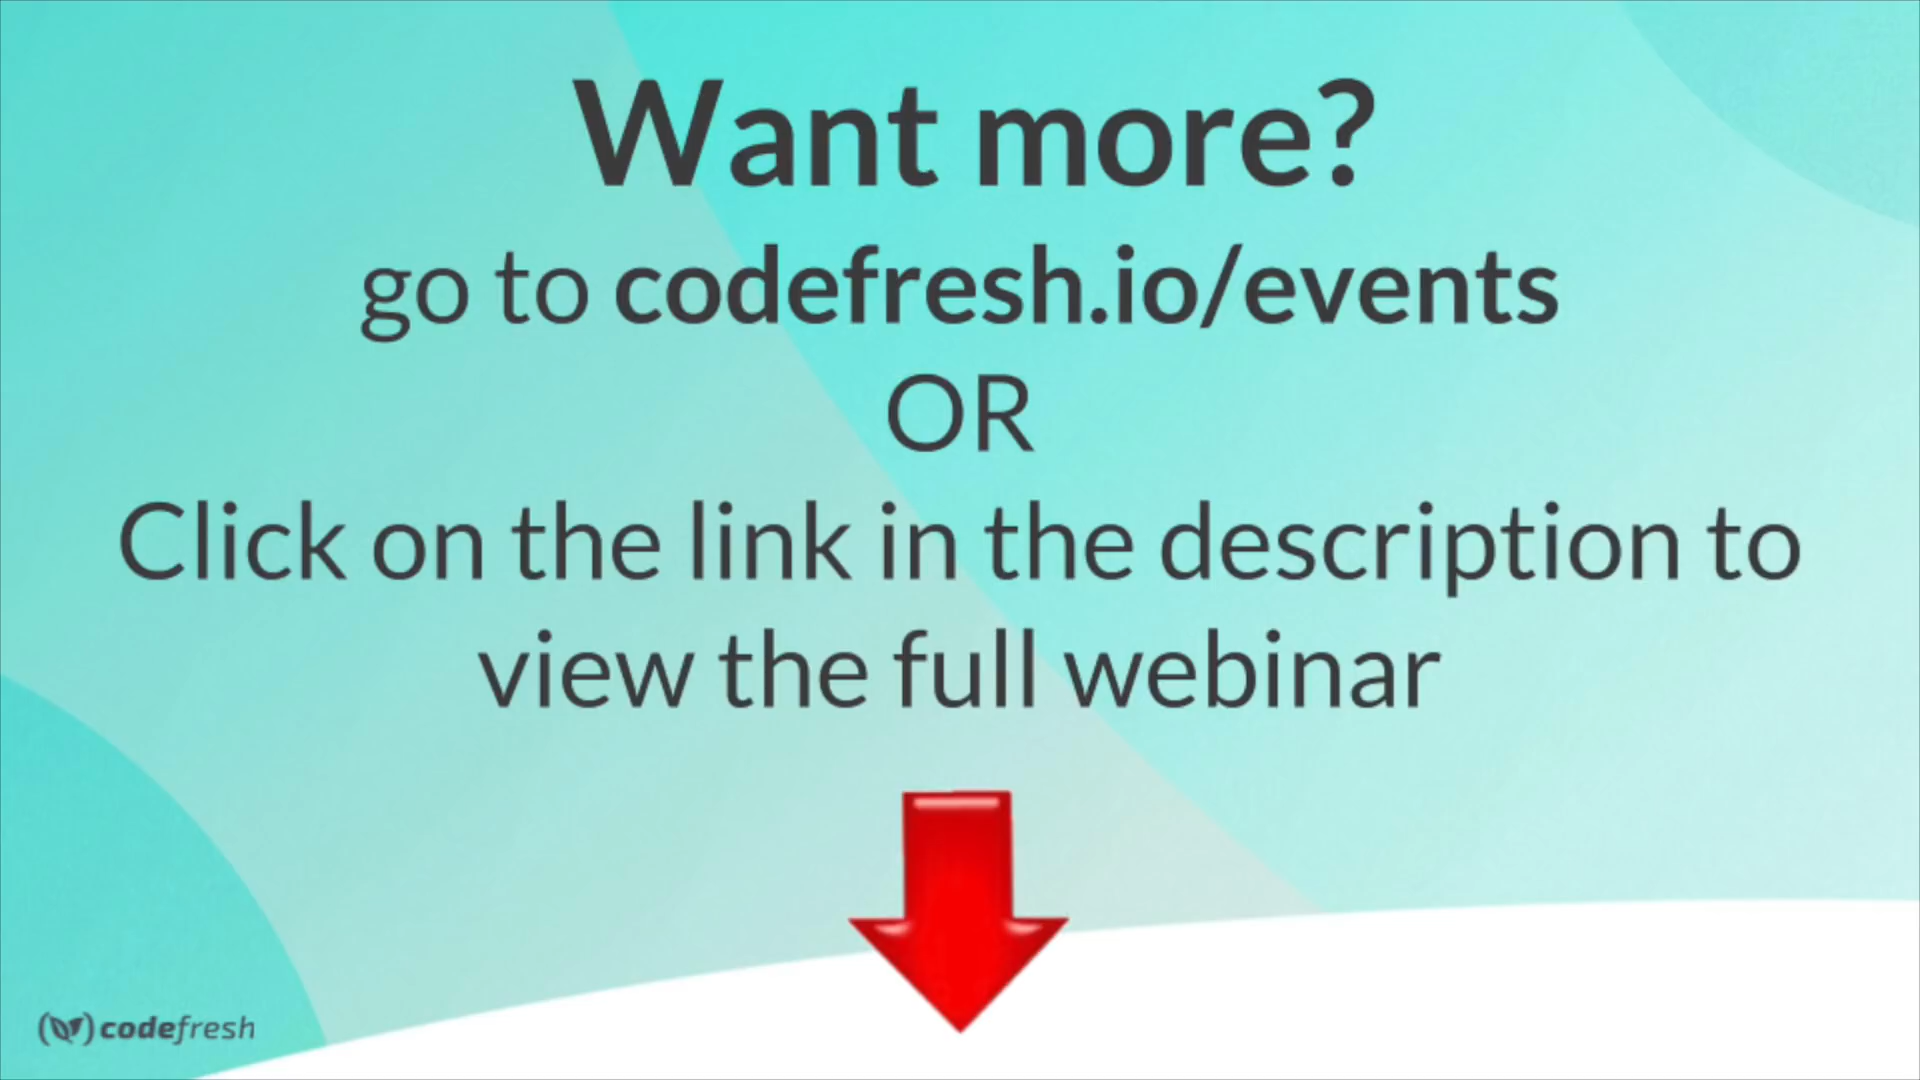 Want more?
go to codefresh.io/events
OR
Click on the link in the description to
view the full webinar
codefresh